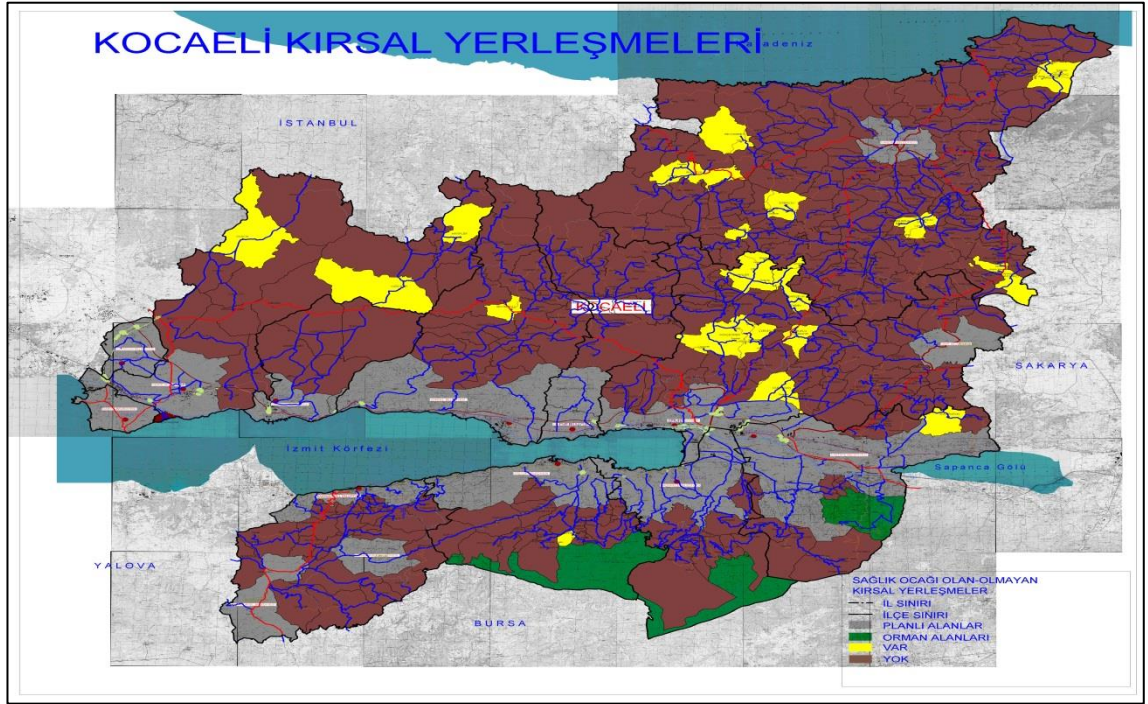 KOCAELİ KIRSAL YERLEŞMELERİ
adeniz
İSTANBUL
KOCAELİ
SAKARYA
İzmit Körfezi
Sapanca Gölü
YALOVA
BURSA
SAĞLIK OCAĞI OLAN-OLMAYAN
KIRSAL YERLEŞMELER
İL SINIRI
İLÇE SINIRI
PLANLI ALANLAR
ORMAN ALANLARI
VAR
YOK